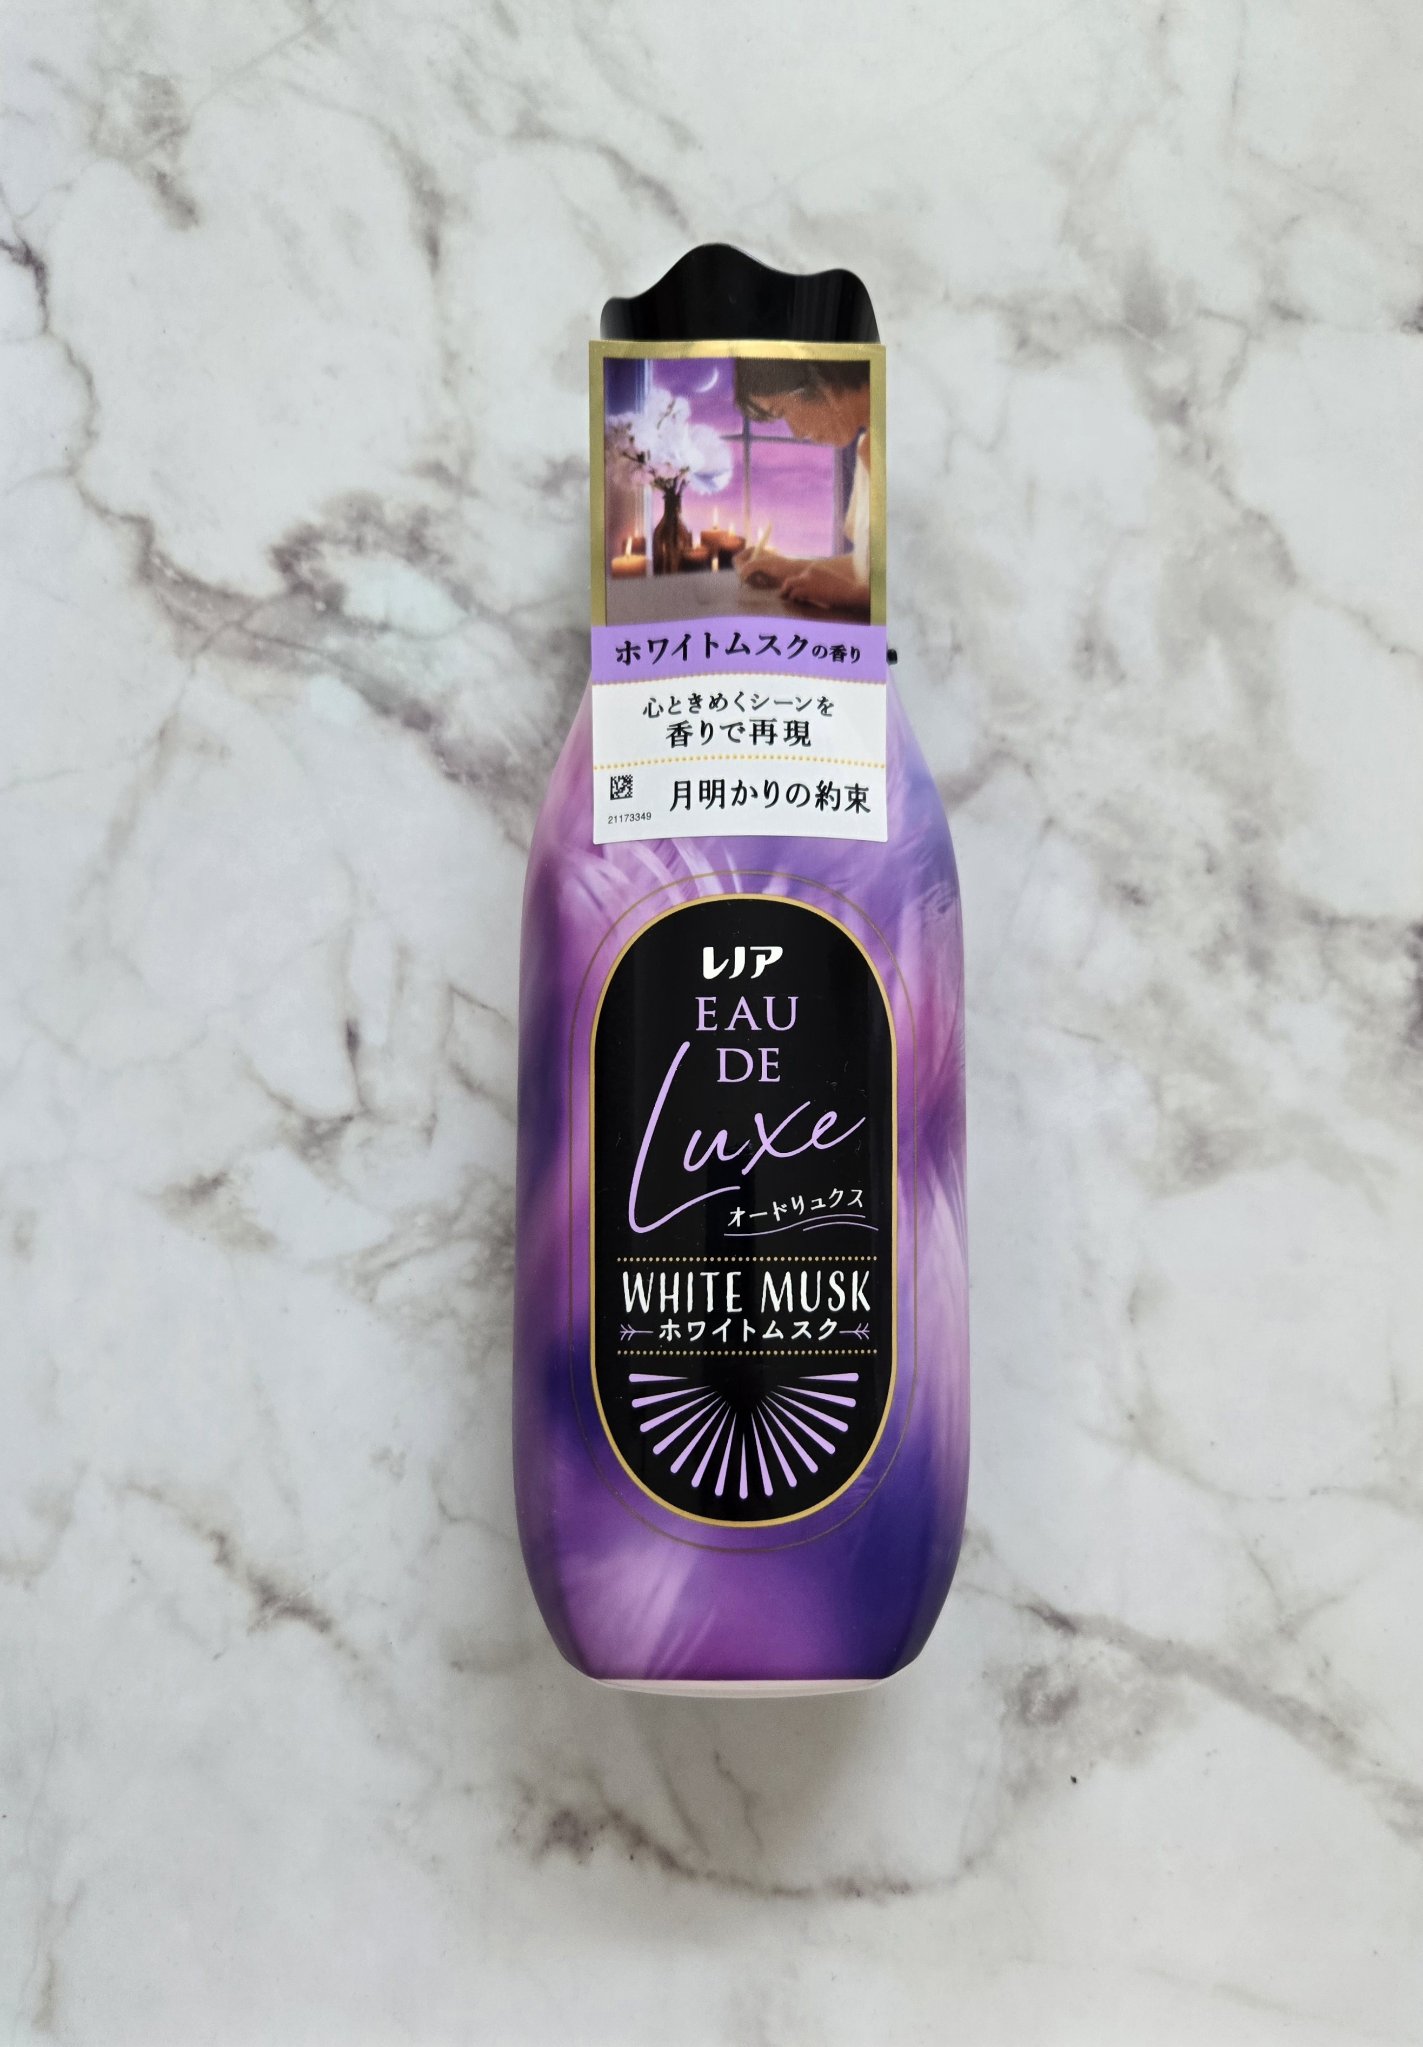 ホワイトムスクの香り
心ときめくシーンを
香りで再現
月明かりの約束
21173349
レノア
EAU
DE
Luxe
オードリュクス
WHITE MUSK
ホワイトムスク